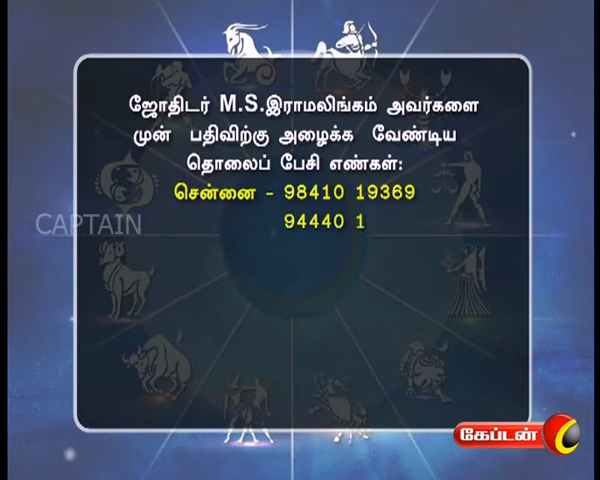 ஜோதிடர் M.S.இராமலிங்கம் அவர்களை
முன் பதிவிற்கு அழைக்க வேண்டிய
தொலைப் பேசி எண்கள்:
சென்னை - 98410 19369
94440 1
CAPTAIN
கேப்டன்